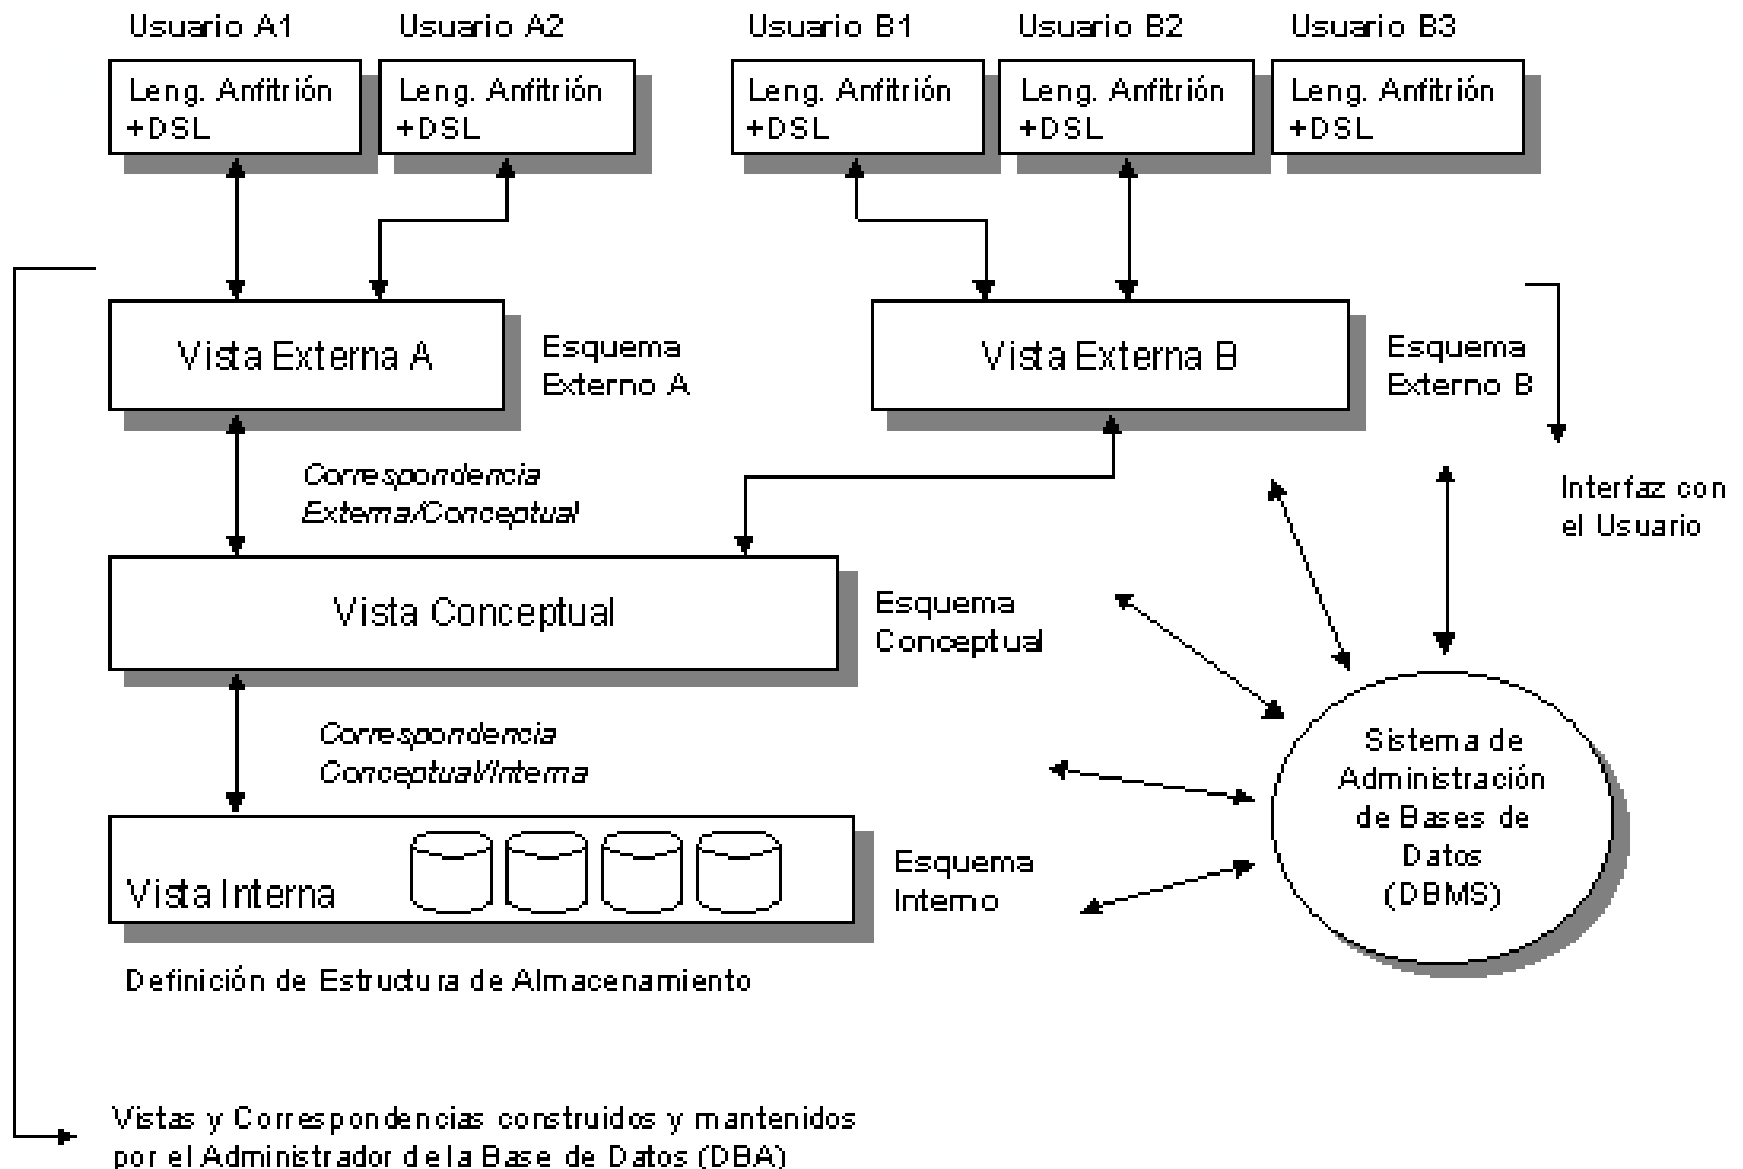 Usuario A1
Usuario A2
Usuario B1
Usuario B2
Usuario B3
Leng. Anfitrión
+DSL
Leng. Anfitrión
+DSL
Leng. Anfitrión
+DSL
Leng. Anfitrión
+DSL
Leng. Anfitrión
+DSL
Vista Externa A
Esquema
Externo A
Vista Externa B
Esquema
Externo B
Correspondencia
Externa/Conceptual
Interfaz con
el Usuario
Vista Conceptual
Esquema
Conceptual
Correspondencia
Conceptual/Interna
Sistema de
Administración
de Bases de
Datos
(DBMS)
Vista Interna
Esquema
Interno
Definición de Estructura de Almacenamiento
Vistas y Correspondencias construidos y mantenidos
por el Administrador de la Base de Datos (DBA)